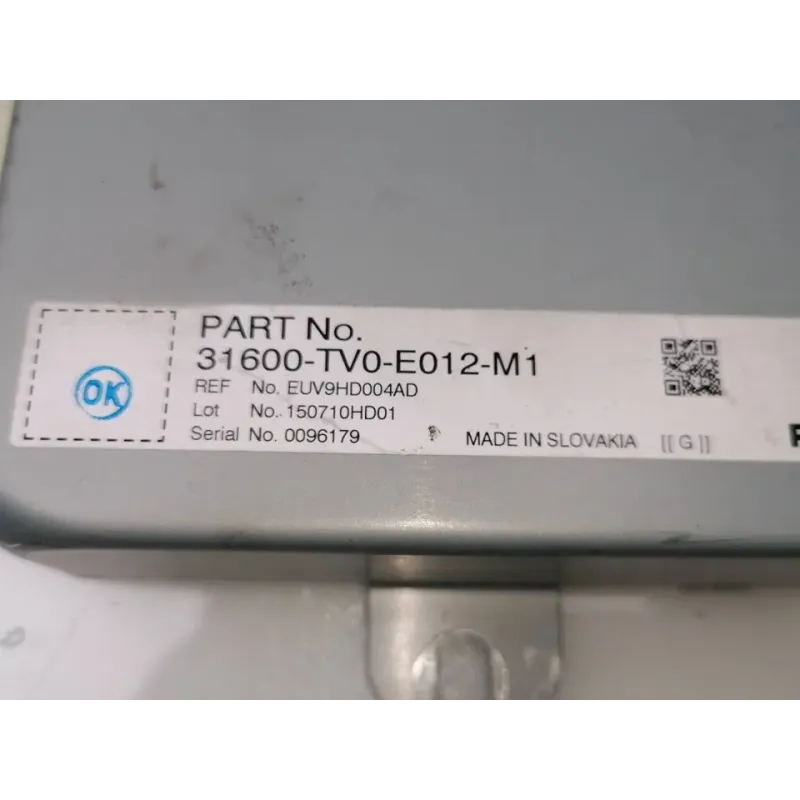 PART No.
31600-TV0-E012-M1
REF No. EUV9HD004AD
Lot No. 150710HD01
Serial No. 0096179
MADE IN SLOVAKIA [[ G ]]
OK